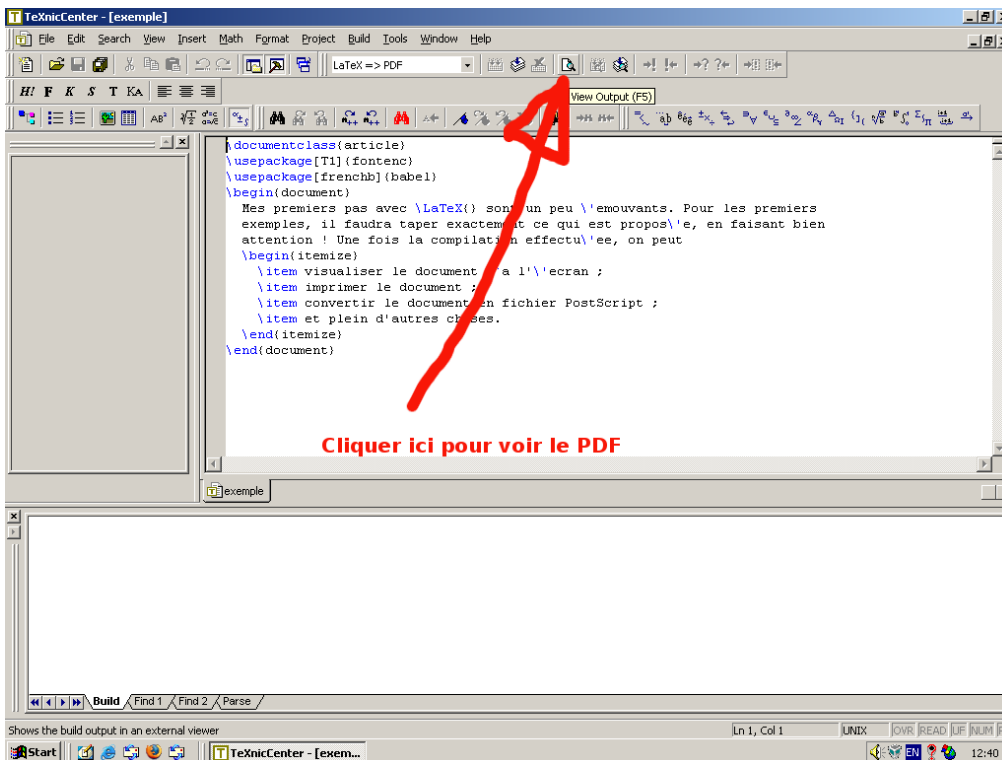 TeXnicCenter - [exemple]
File Edit Search View Insert Math Format Project Build Tools Window Help
LaTeX => PDF
H! F K S T KA
View Output (F5)
\documentclass{article}
\usepackage[T1]{fontenc}
\usepackage[frenchb]{babel}
\begin{document}
Mes premiers pas avec \LaTeX{} sont un peu \'emouvants. Pour les premiers
exemples, il faudra taper exactement ce qui est propos\'e, en faisant bien
attention ! Une fois la compilation effectu\'ee, on peut
\begin{itemize}
\item visualiser le document \`a l'\'ecran ;
\item imprimer le document ;
\item convertir le document en fichier PostScript ;
\item et plein d'autres choses.
\end{itemize}
\end{document}
Cliquer ici pour voir le PDF
exemple
Build Find 1 Find 2 Parse
Shows the build output in an external viewer Ln 1, Col 1 UNIX OVR READ UF NUM
Start TeXnicCenter - [exem... EN 12:40